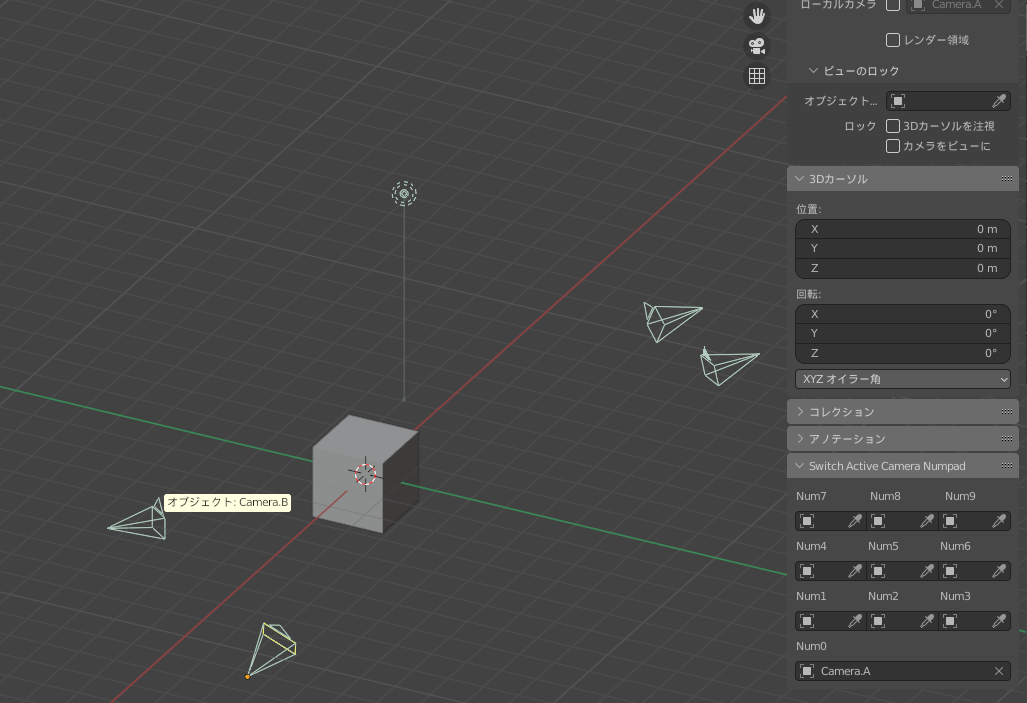 ローカルカメラ Camera.A
レンダー領域
ビューのロック
オブジェクト...
ロック 3Dカーソルを注視
カメラをビューに
3Dカーソル
位置:
X 0 m
Y 0 m
Z 0 m
回転:
X 0°
Y 0°
Z 0°
XYZ オイラー角
コレクション
アノテーション
Switch Active Camera Numpad
Num7 Num8 Num9
オブジェクト: Camera.B
Num4 Num5 Num6
Num1 Num2 Num3
Num0
Camera.A